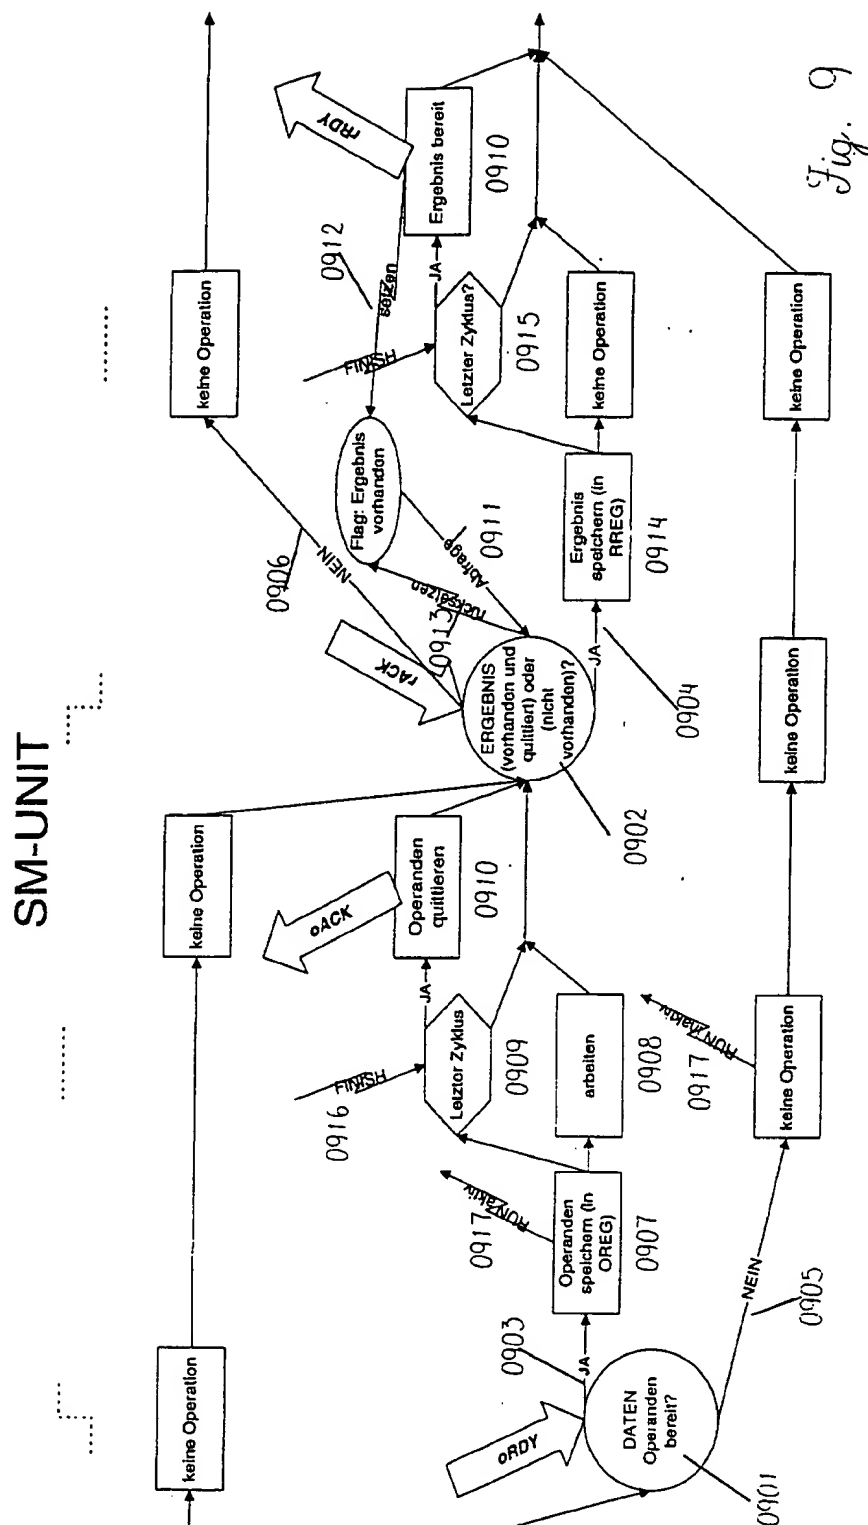 SM-UNIT
keine Operation
keine Operation
keine Operation
oRDY
DATEN
Operanden
bereit?
0901
JA
0903
NEIN
0905
Operanden
speichern (in
OREG)
0907
RUN
0917
arbeiten
0908
FINISH
0916
Letzter Zyklus
0909
JA
oACK
Operanden
quittieren
0910
keine Operation
RUN
0917
keine Operation
rACK
ERGEBNIS
(vorhanden und
quittiert) oder
(nicht
vorhanden)?
0902
NEIN
0906
rücksetzen
0913
Abfrage
0911
Flag: Ergebnis
vorhanden
setzen
0912
JA
0904
Ergebnis
speichern (in
RREG)
0914
FINISH
Letzter Zyklus?
0915
JA
rRDY
Ergebnis bereit
0910
keine Operation
keine Operation
Fig. 9